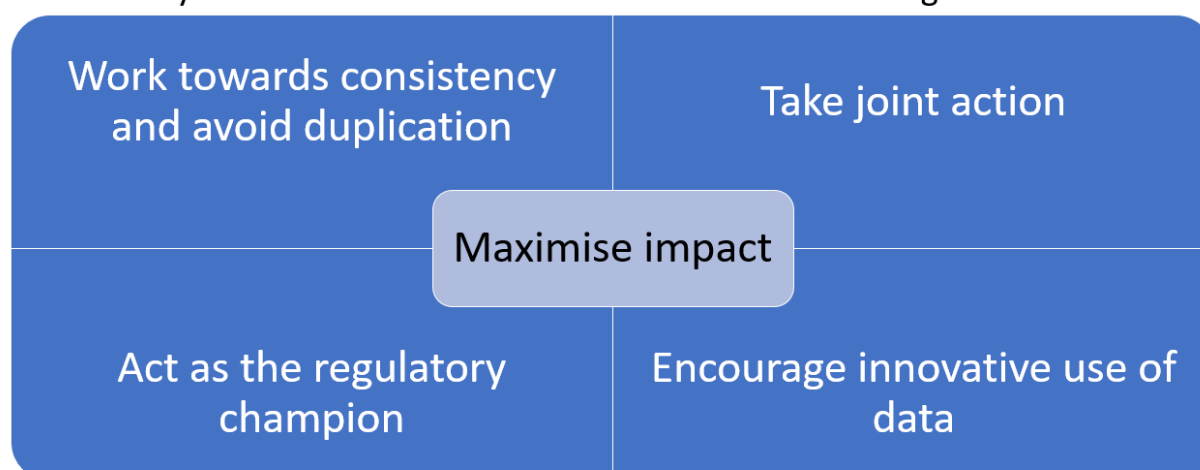 Work towards consistency
and avoid duplication
Take joint action
Maximise impact
Act as the regulatory
champion
Encourage innovative use of
data